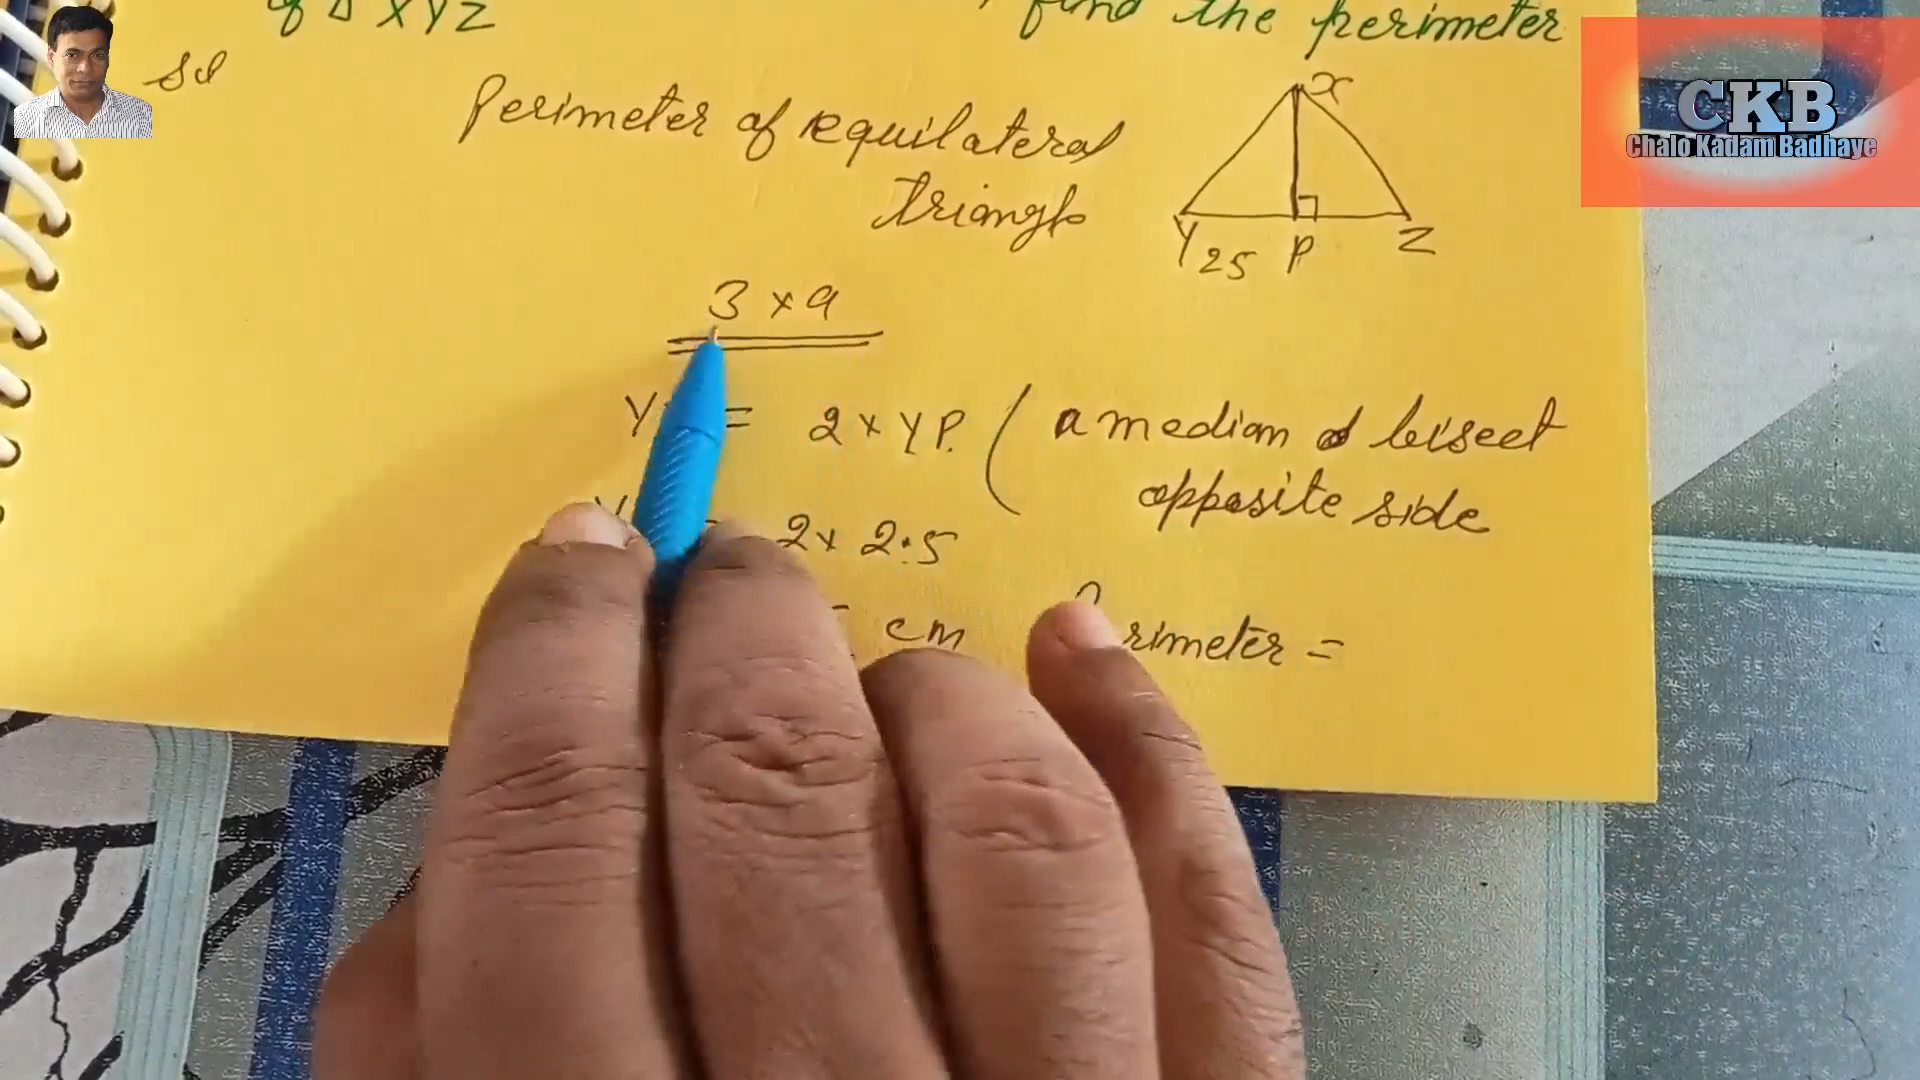 of Δ XYZ find the perimeter
Sol
Perimeter of equilateral
triangle
X
Y 25 P Z
3 × a
= 2 × YP. ( a median bisect
opposite side
2 × 2.5
cm rimeter =
CKB
Chalo Kadam Badhaye